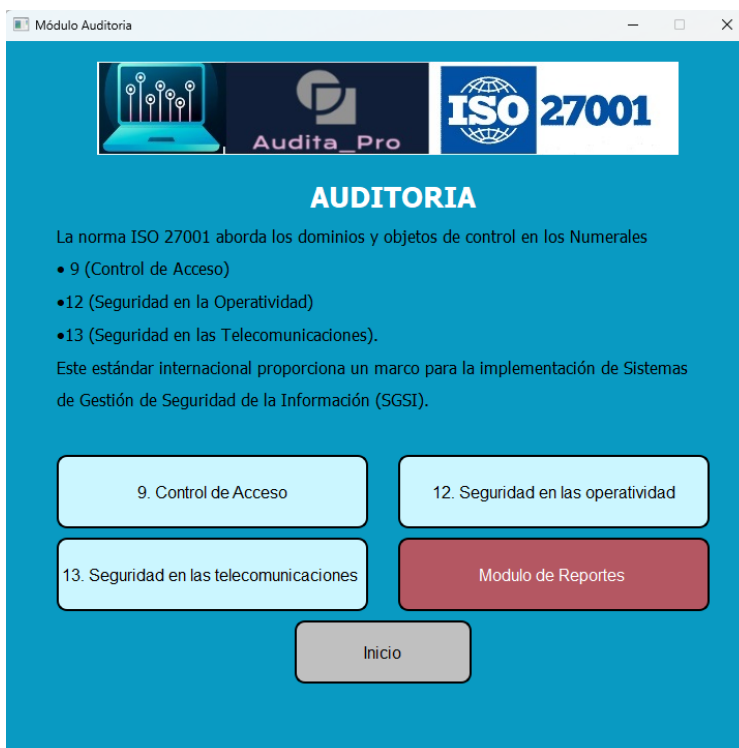 Módulo Auditoria
Audita_Pro
ISO 27001
AUDITORIA
La norma ISO 27001 aborda los dominios y objetos de control en los Numerales
• 9 (Control de Acceso)
•12 (Seguridad en la Operatividad)
•13 (Seguridad en las Telecomunicaciones).
Este estándar internacional proporciona un marco para la implementación de Sistemas
de Gestión de Seguridad de la Información (SGSI).
9. Control de Acceso
12. Seguridad en las operatividad
13. Seguridad en las telecomunicaciones
Modulo de Reportes
Inicio